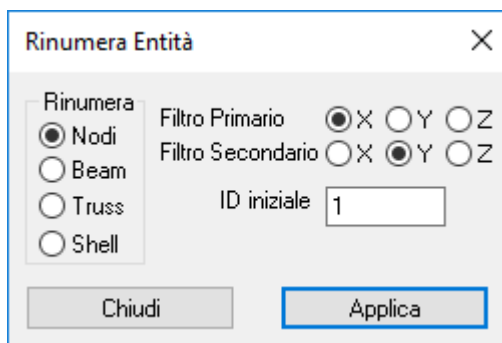 Rinumera Entità
Rinumera
Nodi
Beam
Truss
Shell
Filtro Primario X Y Z
Filtro Secondario X Y Z
ID iniziale 1
Chiudi Applica